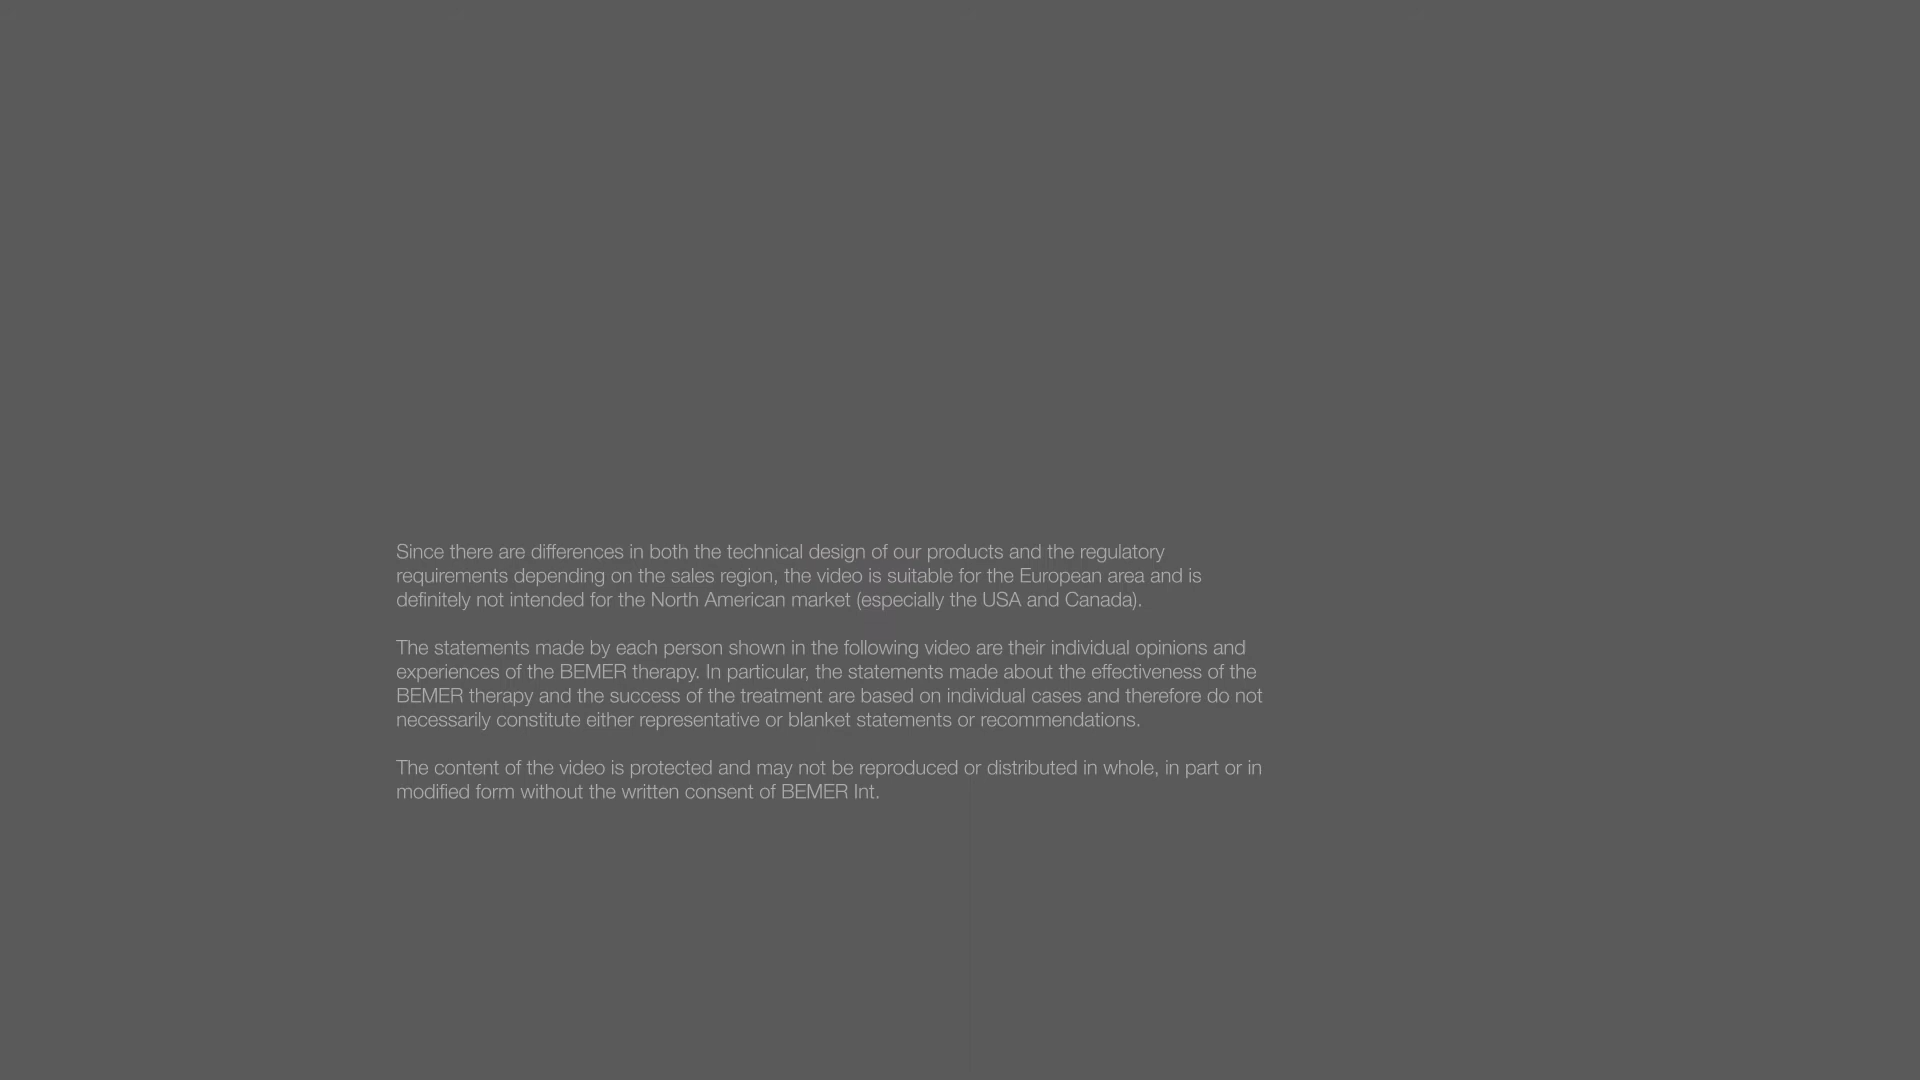 Since there are differences in both the technical design of our products and the regulatory
requirements depending on the sales region, the video is suitable for the European area and is
definitely not intended for the North American market (especially the USA and Canada).
The statements made by each person shown in the following video are their individual opinions and
experiences of the BEMER therapy. In particular, the statements made about the effectiveness of the
BEMER therapy and the success of the treatment are based on individual cases and therefore do not
necessarily constitute either representative or blanket statements or recommendations.
The content of the video is protected and may not be reproduced or distributed in whole, in part or in
modified form without the written consent of BEMER Int.